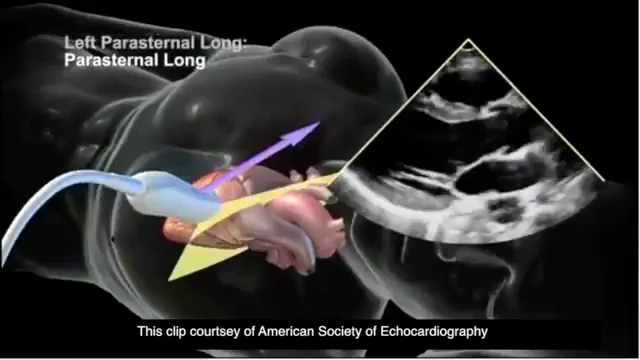 Left Parasternal Long:
Parasternal Long
This clip courtsey of American Society of Echocardiography